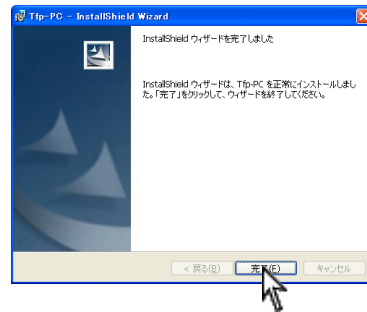 Tfp-PC - InstallShield Wizard
InstallShield ウィザードを完了しました
InstallShield ウィザードは、Tfp-PC を正常にインストールしまし
た。「完了」をクリックして、ウィザードを終了してください。
< 戻る(B)
完了(F)
キャンセル